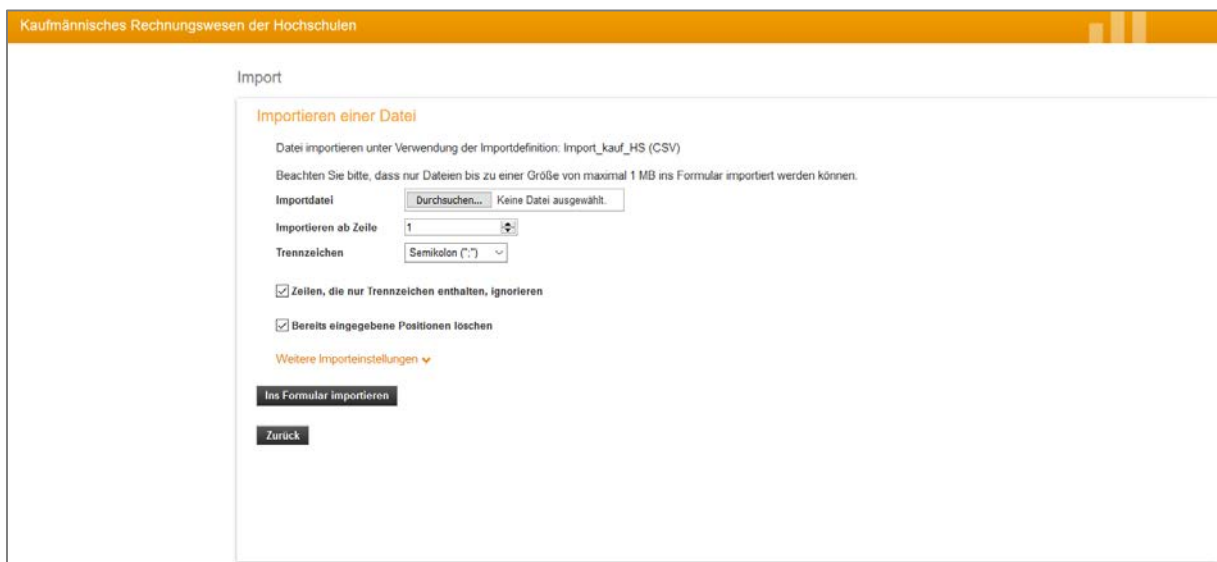 Kaufmännisches Rechnungswesen der Hochschulen
Import
Importieren einer Datei
Datei importieren unter Verwendung der Importdefinition: Import_kauf_HS (CSV)
Beachten Sie bitte, dass nur Dateien bis zu einer Größe von maximal 1 MB ins Formular importiert werden können.
Importdatei Durchsuchen... Keine Datei ausgewählt.
Importieren ab Zeile 1
Trennzeichen Semikolon (";")
Zeilen, die nur Trennzeichen enthalten, ignorieren
Bereits eingegebene Positionen löschen
Weitere Importeinstellungen
Ins Formular importieren
Zurück